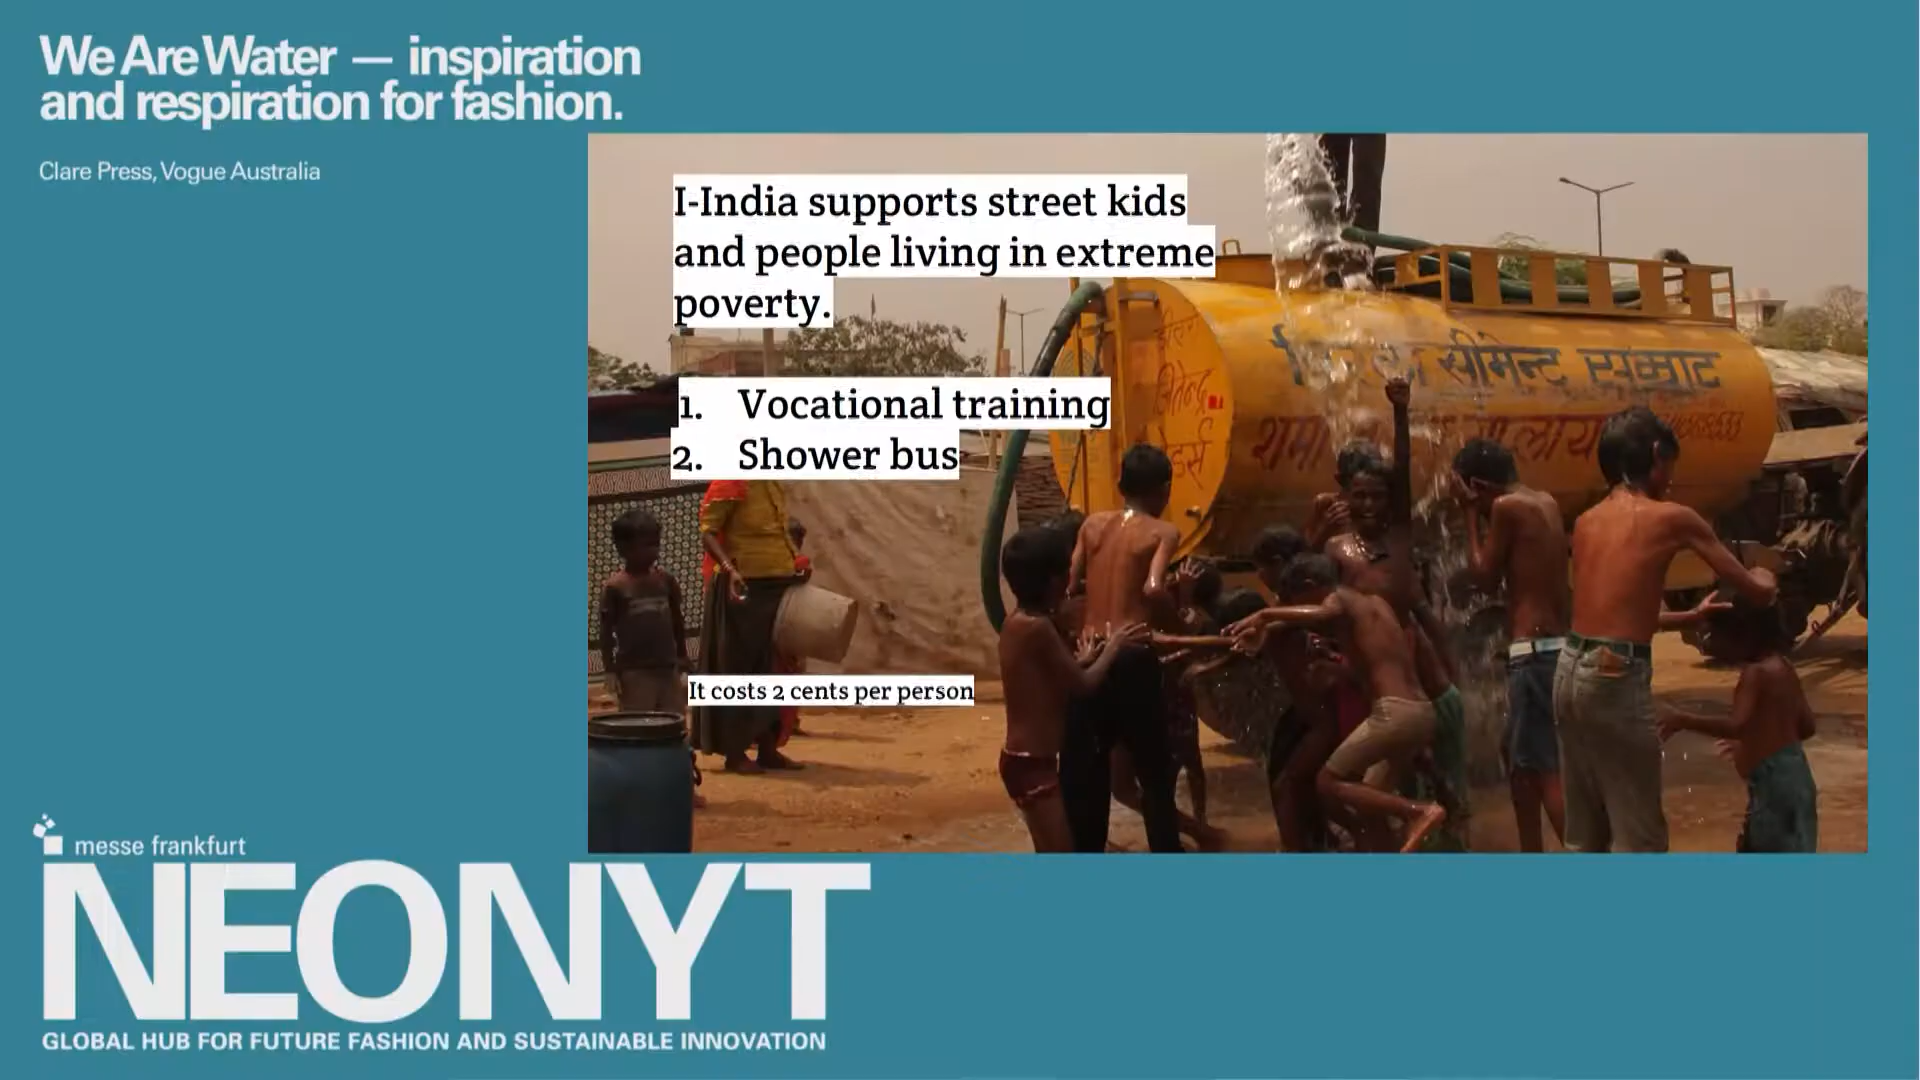 We Are Water — inspiration
and respiration for fashion.
Clare Press, Vogue Australia
I-India supports street kids
and people living in extreme
poverty.
1. Vocational training
2. Shower bus
It costs 2 cents per person
सीमेन्ट सम्राट
messe frankfurt
NEONYT
GLOBAL HUB FOR FUTURE FASHION AND SUSTAINABLE INNOVATION